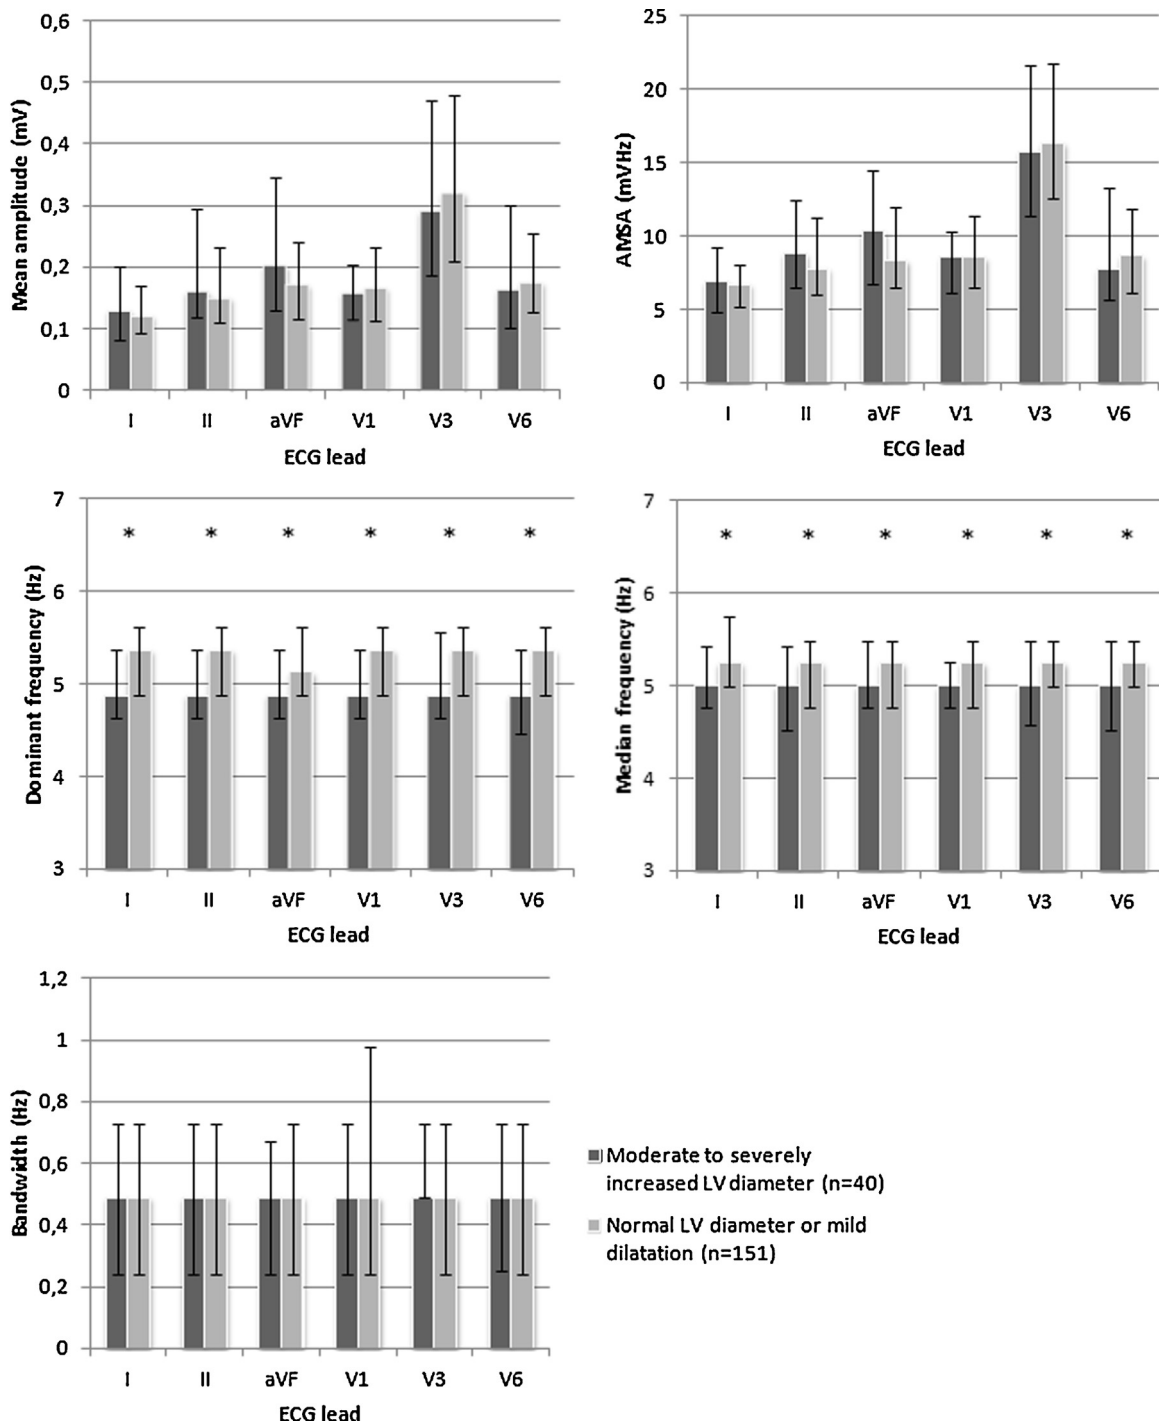 0,6
0,5
0,4
0,3
0,2
0,1
0
Mean amplitude (mV)
I II aVF V1 V3 V6
ECG lead
25
20
15
10
5
0
AMSA (mVHz)
I II aVF V1 V3 V6
ECG lead
7
6
5
4
3
Dominant frequency (Hz)
* * * * * *
I II aVF V1 V3 V6
ECG lead
7
6
5
4
3
Median frequency (Hz)
* * * * * *
I II aVF V1 V3 V6
ECG lead
1,2
1
0,8
0,6
0,4
0,2
0
Bandwidth (Hz)
I II aVF V1 V3 V6
ECG lead
Moderate to severely
increased LV diameter (n=40)
Normal LV diameter or mild
dilatation (n=151)